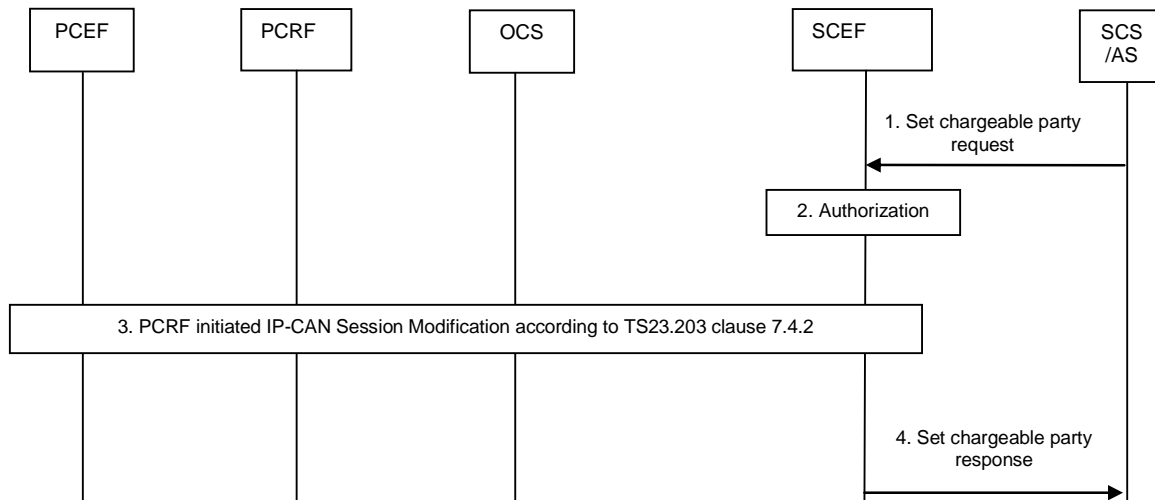 PCEF
PCRF
OCS
SCEF
SCS
/AS
1. Set chargeable party
request
2. Authorization
3. PCRF initiated IP-CAN Session Modification according to TS23.203 clause 7.4.2
4. Set chargeable party
response